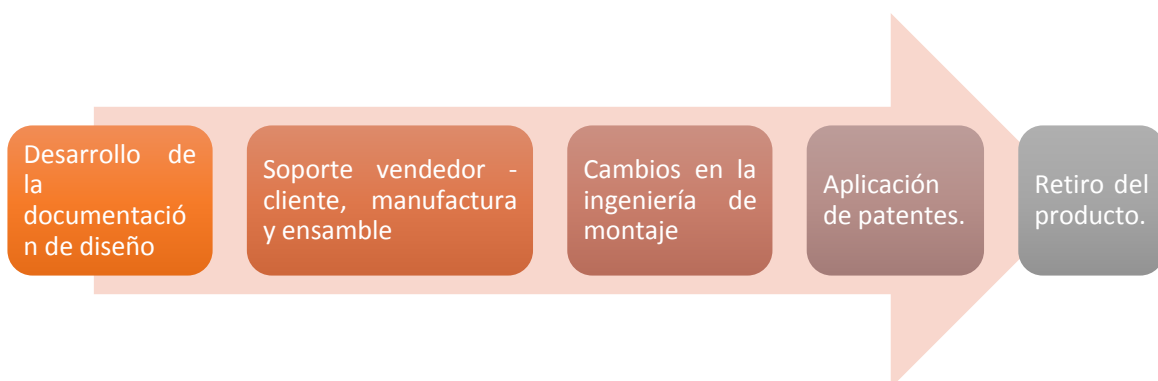 Desarrollo de
la
documentació
n de diseño
Soporte vendedor -
cliente, manufactura
y ensamble
Cambios en la
ingeniería de
montaje
Aplicación
de patentes.
Retiro del
producto.